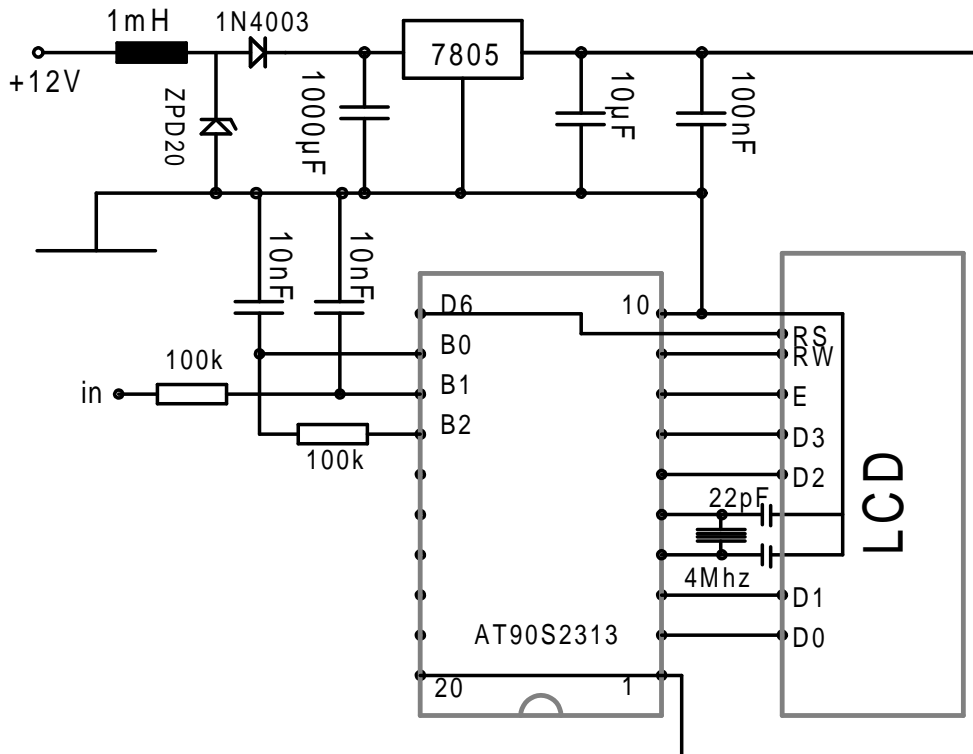 1mH
1N4003
7805
+12V
ZPD20
1000µF
10µF
100nF
10nF
10nF
D6
10
RS
B0
RW
100k
in
B1
E
B2
D3
100k
D2
22pF
LCD
4Mhz
D1
AT90S2313
D0
20
1